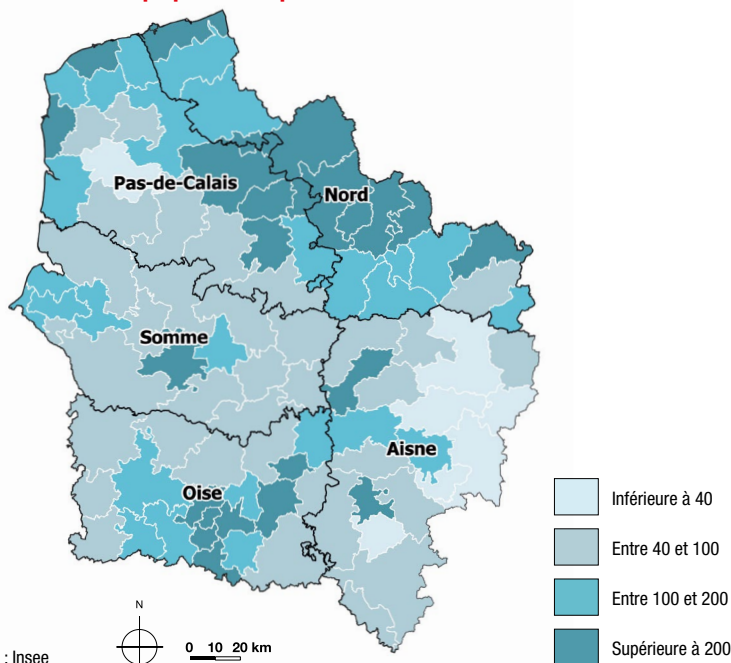 Pas-de-Calais
Nord
Somme
Aisne
Oise
Inférieure à 40
Entre 40 et 100
Entre 100 et 200
Supérieure à 200
N
0 10 20 km
: Insee